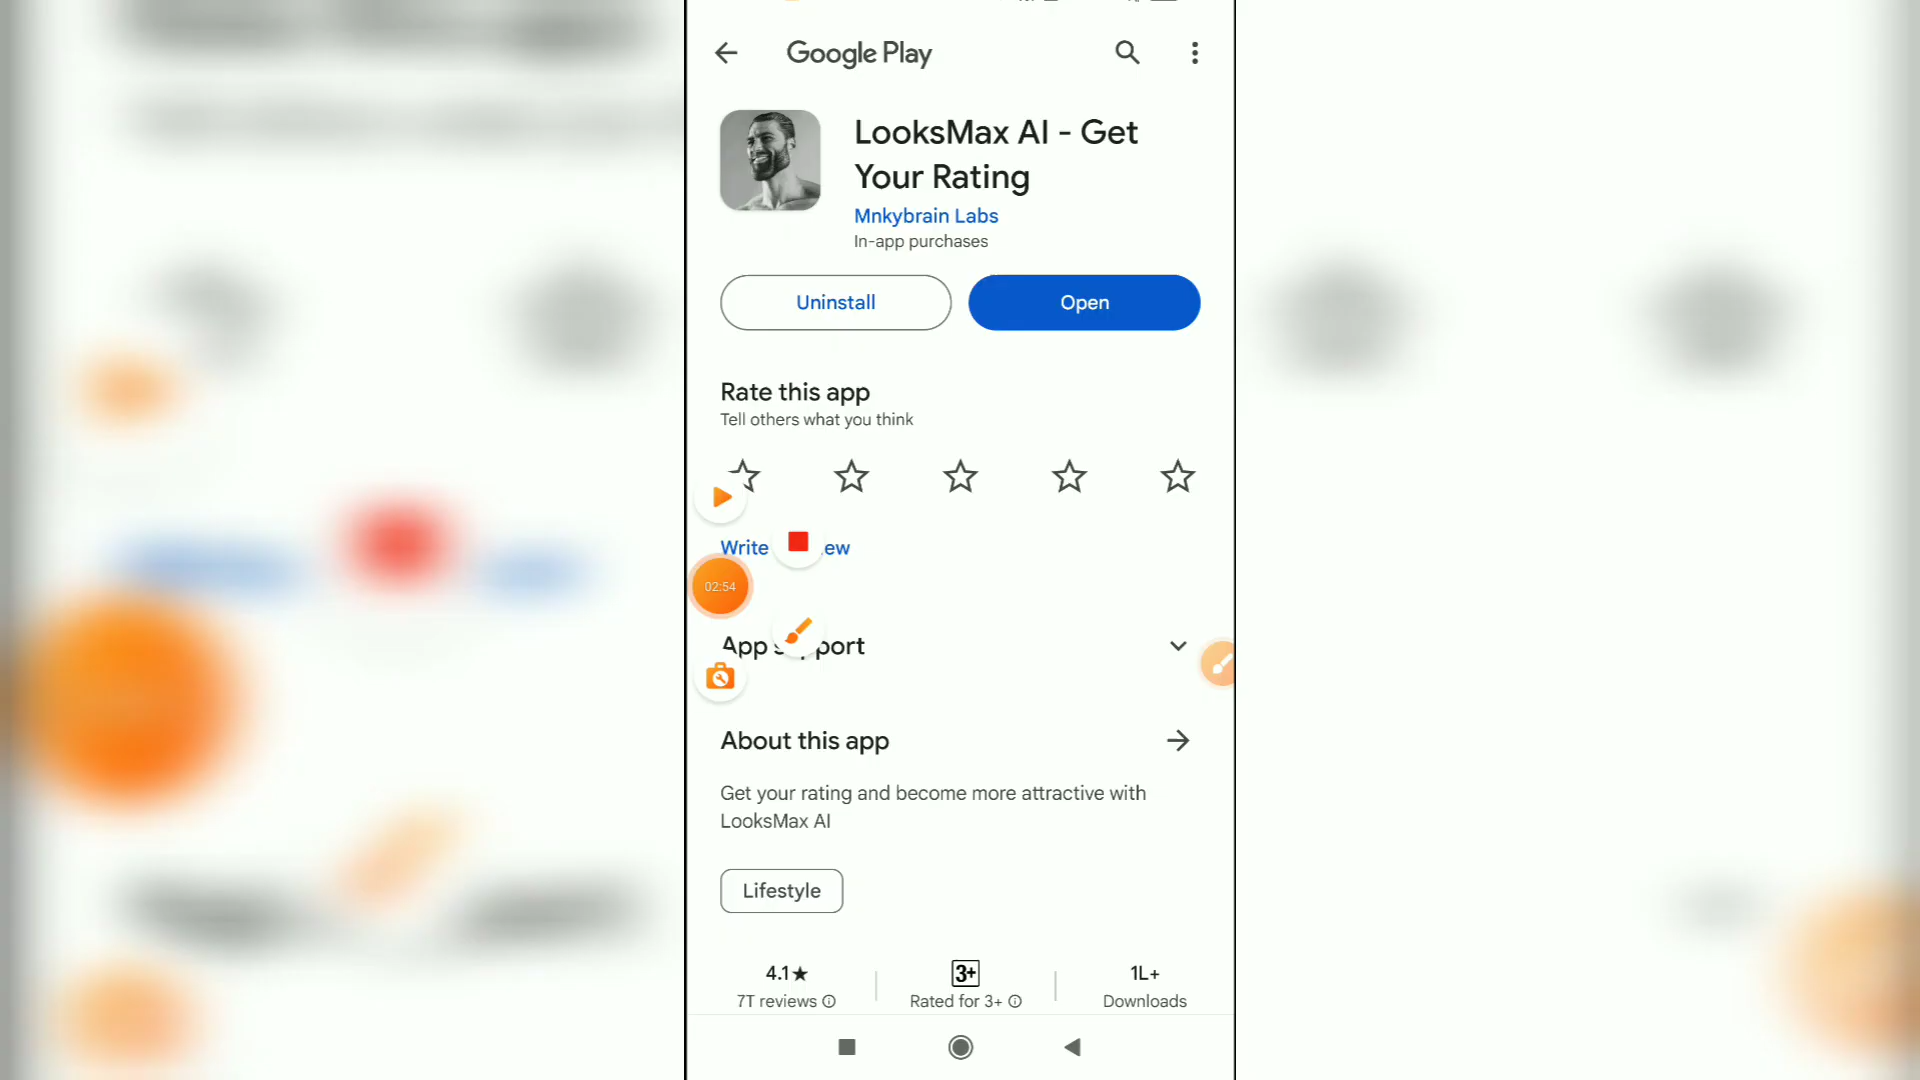 Google Play
LooksMax AI - Get
Your Rating
Mnkybrain Labs
In-app purchases
Uninstall
Open
Rate this app
Tell others what you think
Write ew
02:54
App s port
About this app
Get your rating and become more attractive with
LooksMax AI
Lifestyle
4.1★
3+
1L+
7T reviews
Rated for 3+
Downloads